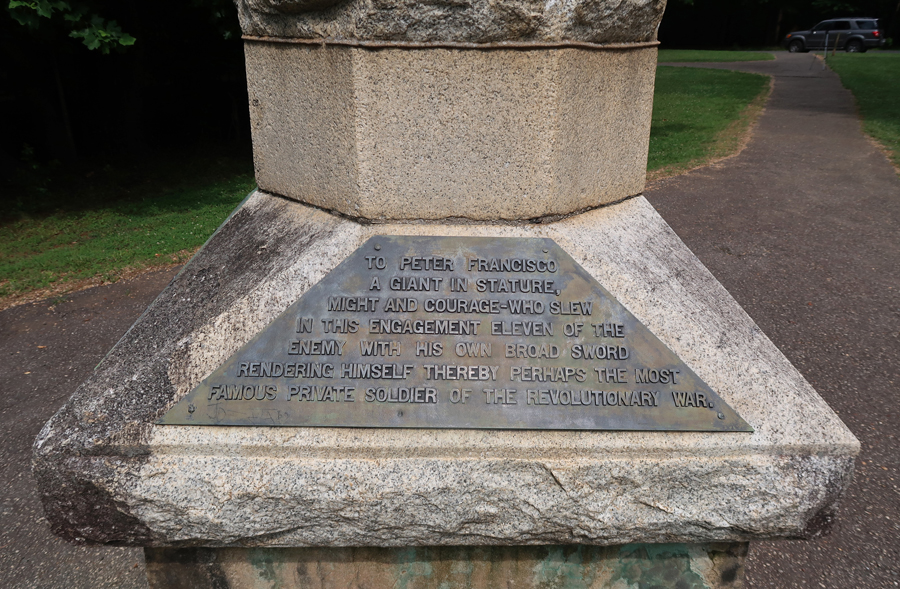 TO PETER FRANCISCO
A GIANT IN STATURE,
MIGHT AND COURAGE-WHO SLEW
IN THIS ENGAGEMENT ELEVEN OF THE
ENEMY WITH HIS OWN BROAD SWORD
RENDERING HIMSELF THEREBY PERHAPS THE MOST
FAMOUS PRIVATE SOLDIER OF THE REVOLUTIONARY WAR.